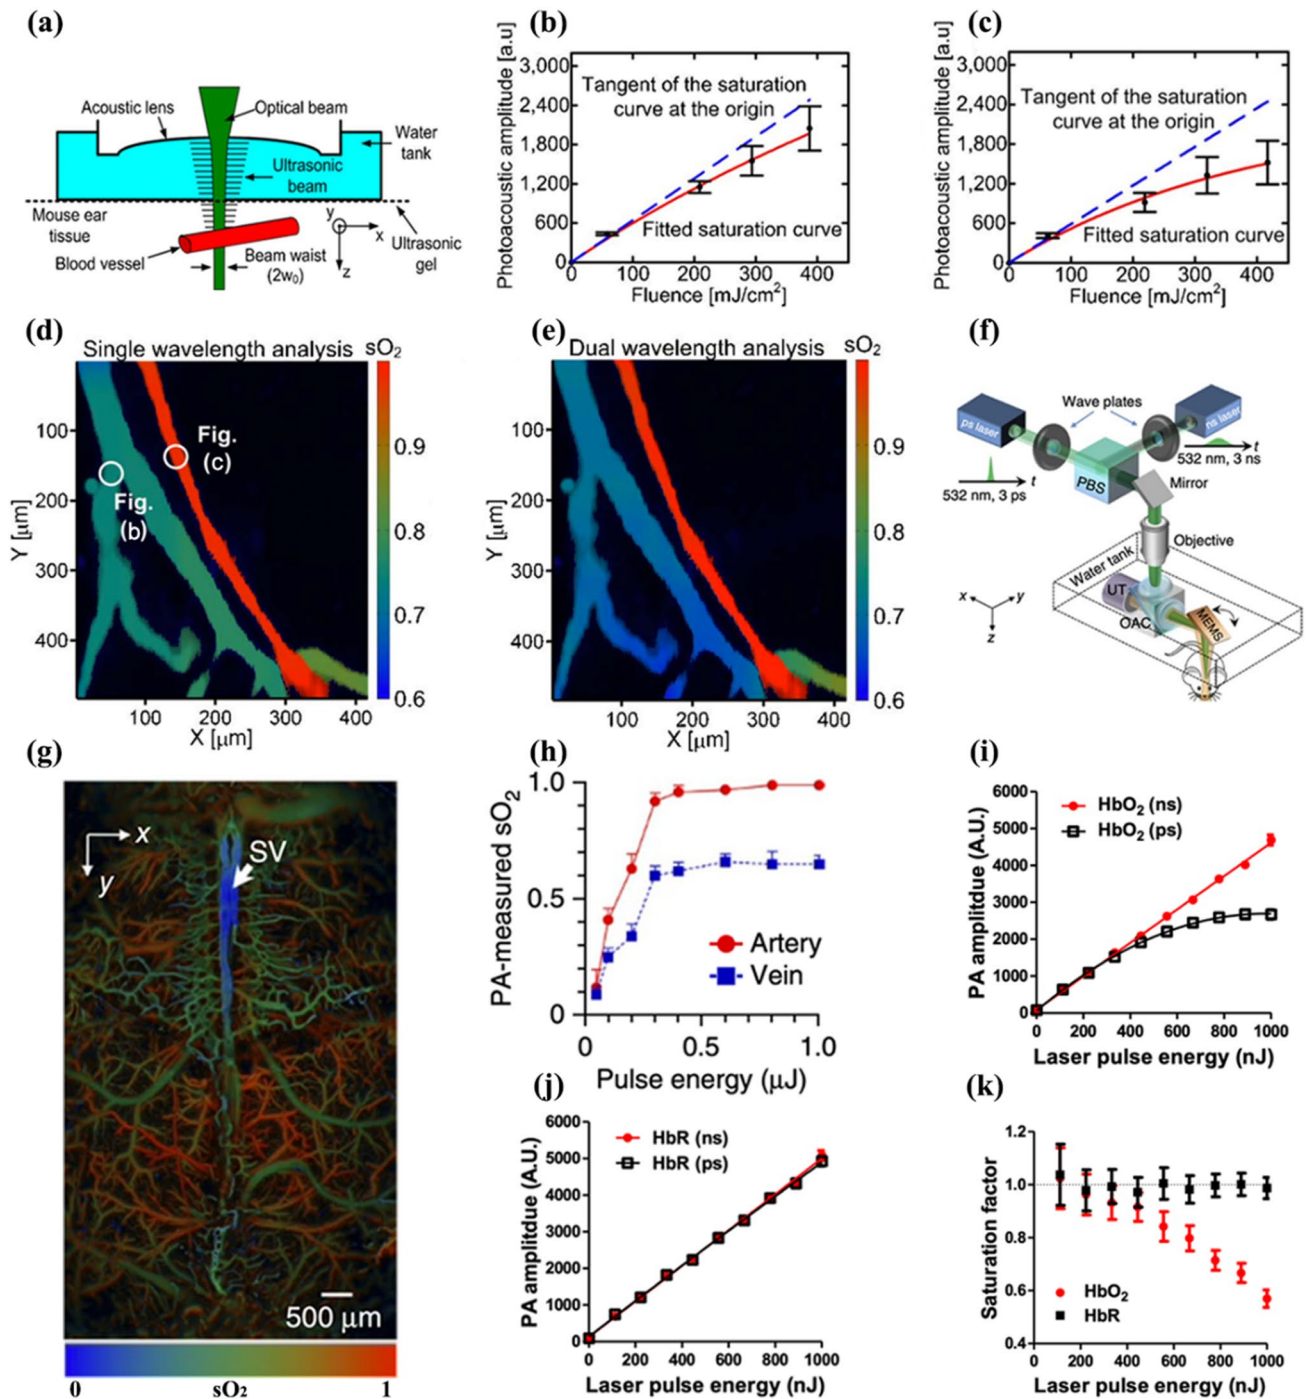 (a)
Acoustic lens
Optical beam
Water
tank
Ultrasonic
beam
Mouse ear
tissue
y
x
z
Ultrasonic
gel
Blood vessel
Beam waist
(2w₀)
(b)
Photoacoustic amplitude [a.u]
3,000
2,400
1,800
1,200
600
0
Tangent of the saturation
curve at the origin
Fitted saturation curve
0 100 200 300 400
Fluence [mJ/cm²]
(c)
Photoacoustic amplitude [a.u]
3,000
2,400
1,800
1,200
600
0
Tangent of the saturation
curve at the origin
Fitted saturation curve
0 100 200 300 400
Fluence [mJ/cm²]
(d)
Single wavelength analysis sO₂
Y [μm]
100
200
300
400
Fig.
(c)
Fig.
(b)
0.9
0.8
0.7
0.6
100 200 300 400
X [μm]
(e)
Dual wavelength analysis sO₂
Y [μm]
100
200
300
400
0.9
0.8
0.7
0.6
100 200 300 400
X [μm]
(f)
ps laser
Wave plates
ns laser
t
532 nm, 3 ns
t
532 nm, 3 ps
PBS
Mirror
Objective
Water tank
UT
OAC
MEMS
x
y
z
(g)
x
y
SV
500 μm
0 sO₂ 1
(h)
PA-measured sO₂
1.0
0.5
0
Artery
Vein
0 0.5 1.0
Pulse energy (μJ)
(i)
PA amplitdue (A.U.)
6000
5000
4000
3000
2000
1000
0
HbO₂ (ns)
HbO₂ (ps)
0 200 400 600 800 1000
Laser pulse energy (nJ)
(j)
PA amplitdue (A.U.)
6000
5000
4000
3000
2000
1000
0
HbR (ns)
HbR (ps)
0 200 400 600 800 1000
Laser pulse energy (nJ)
(k)
Saturation factor
1.2
1.0
0.8
0.6
0.4
HbO₂
HbR
0 200 400 600 800 1000
Laser pulse energy (nJ)